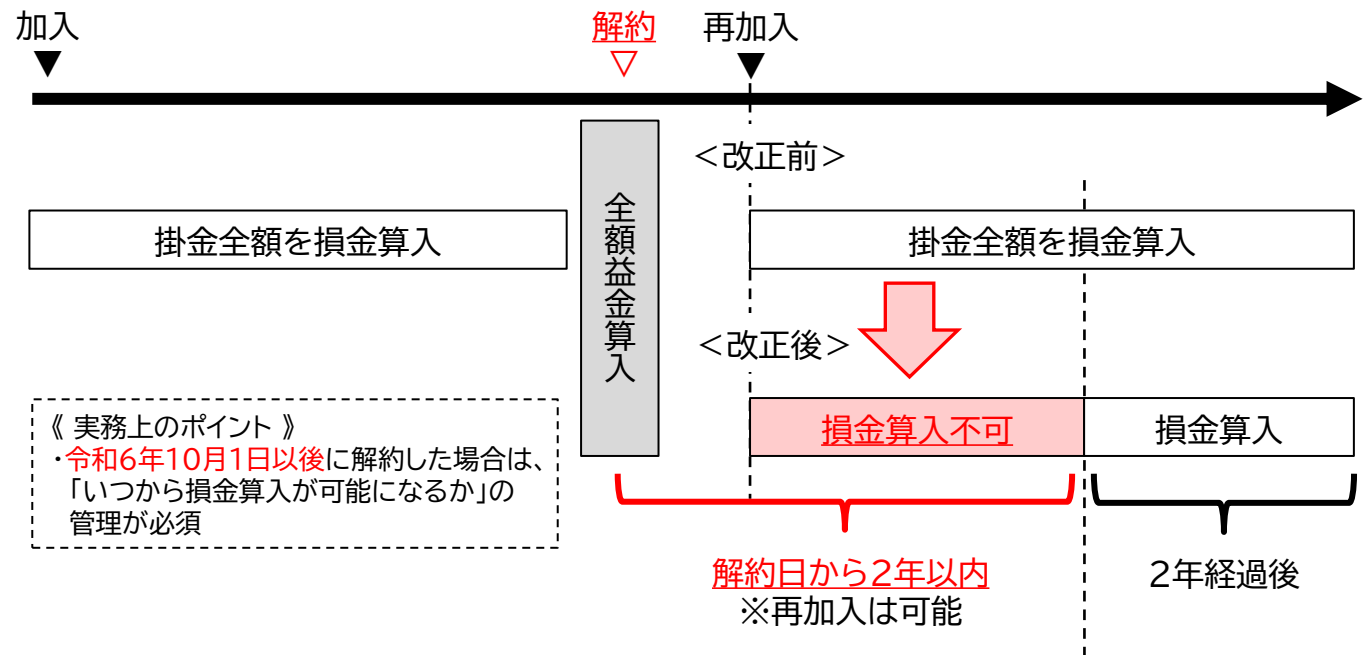 加入
解約
再加入
<改正前>
掛金全額を損金算入
全額益金算入
掛金全額を損金算入
<改正後>
損金算入不可
損金算入
《 実務上のポイント 》
・令和6年10月1日以後に解約した場合は、
「いつから損金算入が可能になるか」の
管理が必須
解約日から2年以内
※再加入は可能
2年経過後